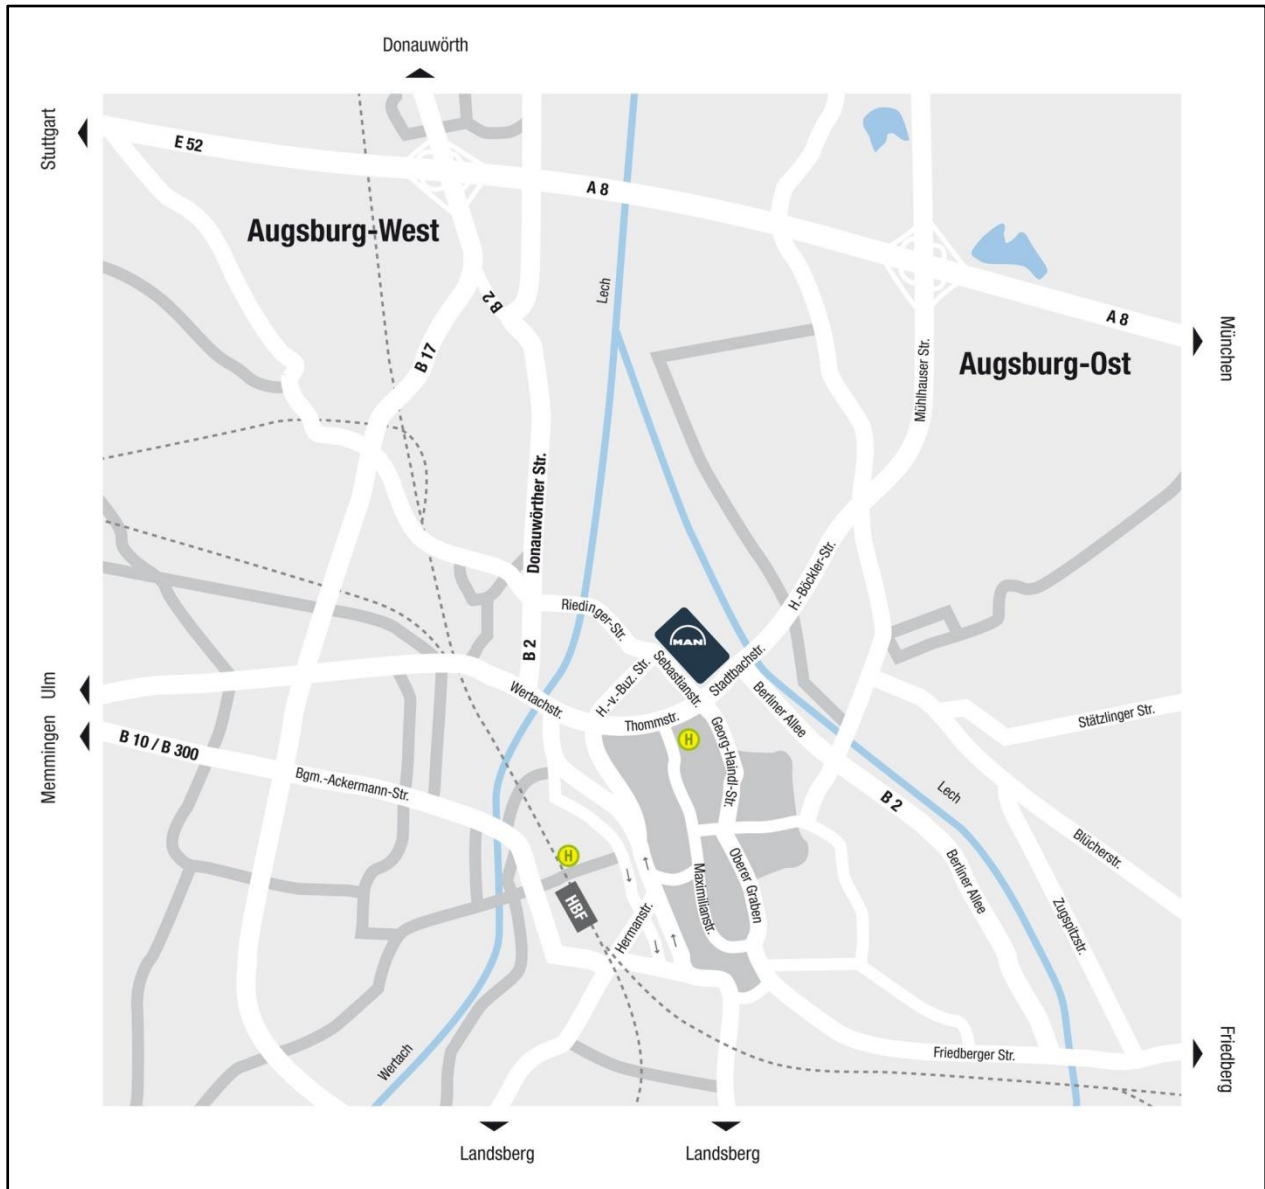 Donauwörth
Stuttgart
E 52
A 8
Augsburg-West
B 2
Lech
B 17
A 8
München
Mühlhauser Str.
Augsburg-Ost
Donauwörther Str.
H.-Böckler-Str.
Riedinger-Str.
MAN
B 2
Ulm
Wertachstr.
H.-v.-Buz. Str.
Sebastianstr.
Stadtbachstr.
Berliner Allee
Thommstr.
H
Georg-Haindl-Str.
Stätzlinger Str.
Memmingen
B 10 / B 300
Bgm.-Ackermann-Str.
B 2
Lech
Blücherstr.
H
HBF
Hermanstr.
Maximilianstr.
Oberer Graben
Berliner Allee
Zugspitzstr.
Wertach
Friedberger Str.
Friedberg
Landsberg
Landsberg